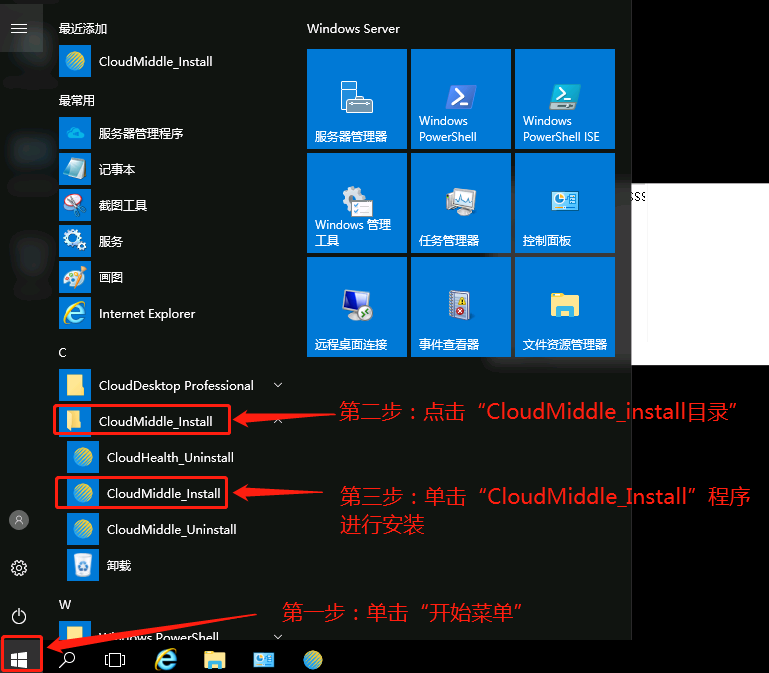 最近添加
CloudMiddle_Install
最常用
服务器管理程序
记事本
截图工具
服务
画图
Internet Explorer
C
CloudDesktop Professional
CloudMiddle_Install
CloudHealth_Uninstall
CloudMiddle_Install
CloudMiddle_Uninstall
卸载
W
Windows PowerShell
Windows Server
服务器管理器
Windows
PowerShell
Windows
PowerShell ISE
Windows 管理
工具
任务管理器
控制面板
远程桌面连接
事件查看器
文件资源管理器
第二步：点击“CloudMiddle_install目录”
第三步：单击“CloudMiddle_Install”程序
进行安装
第一步：单击“开始菜单”